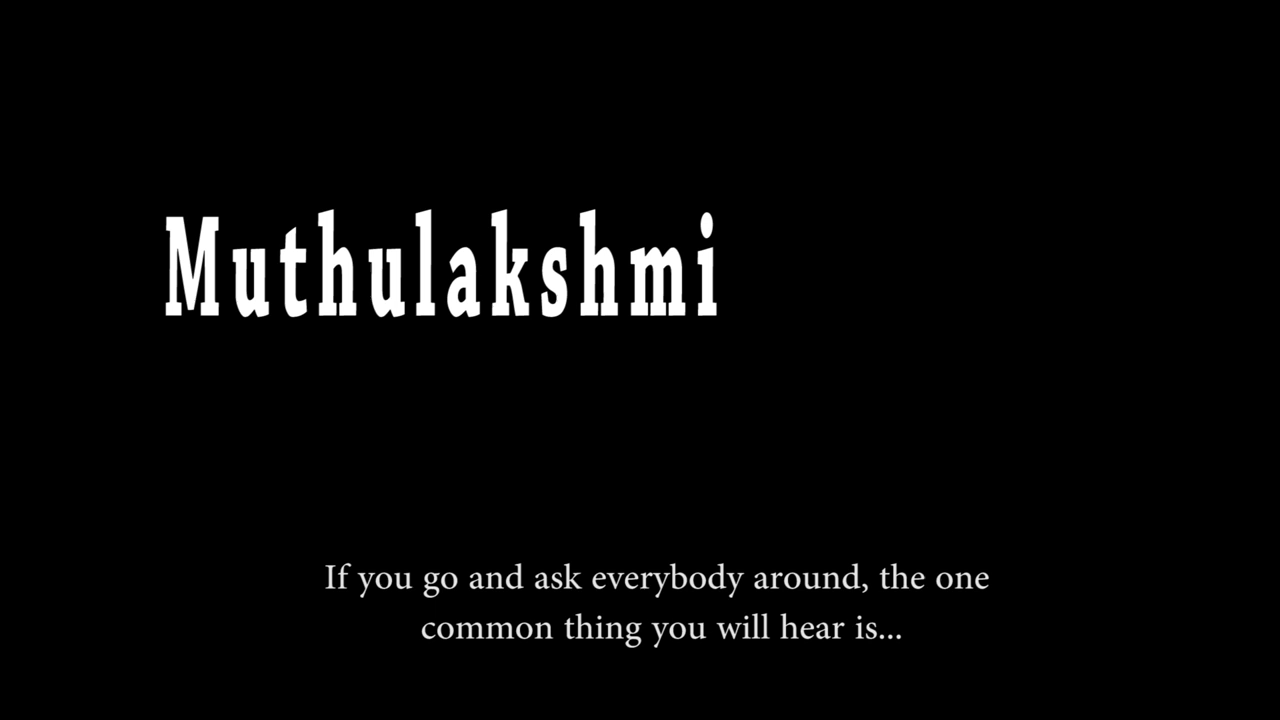 Muthulakshmi
If you go and ask everybody around, the one
common thing you will hear is...